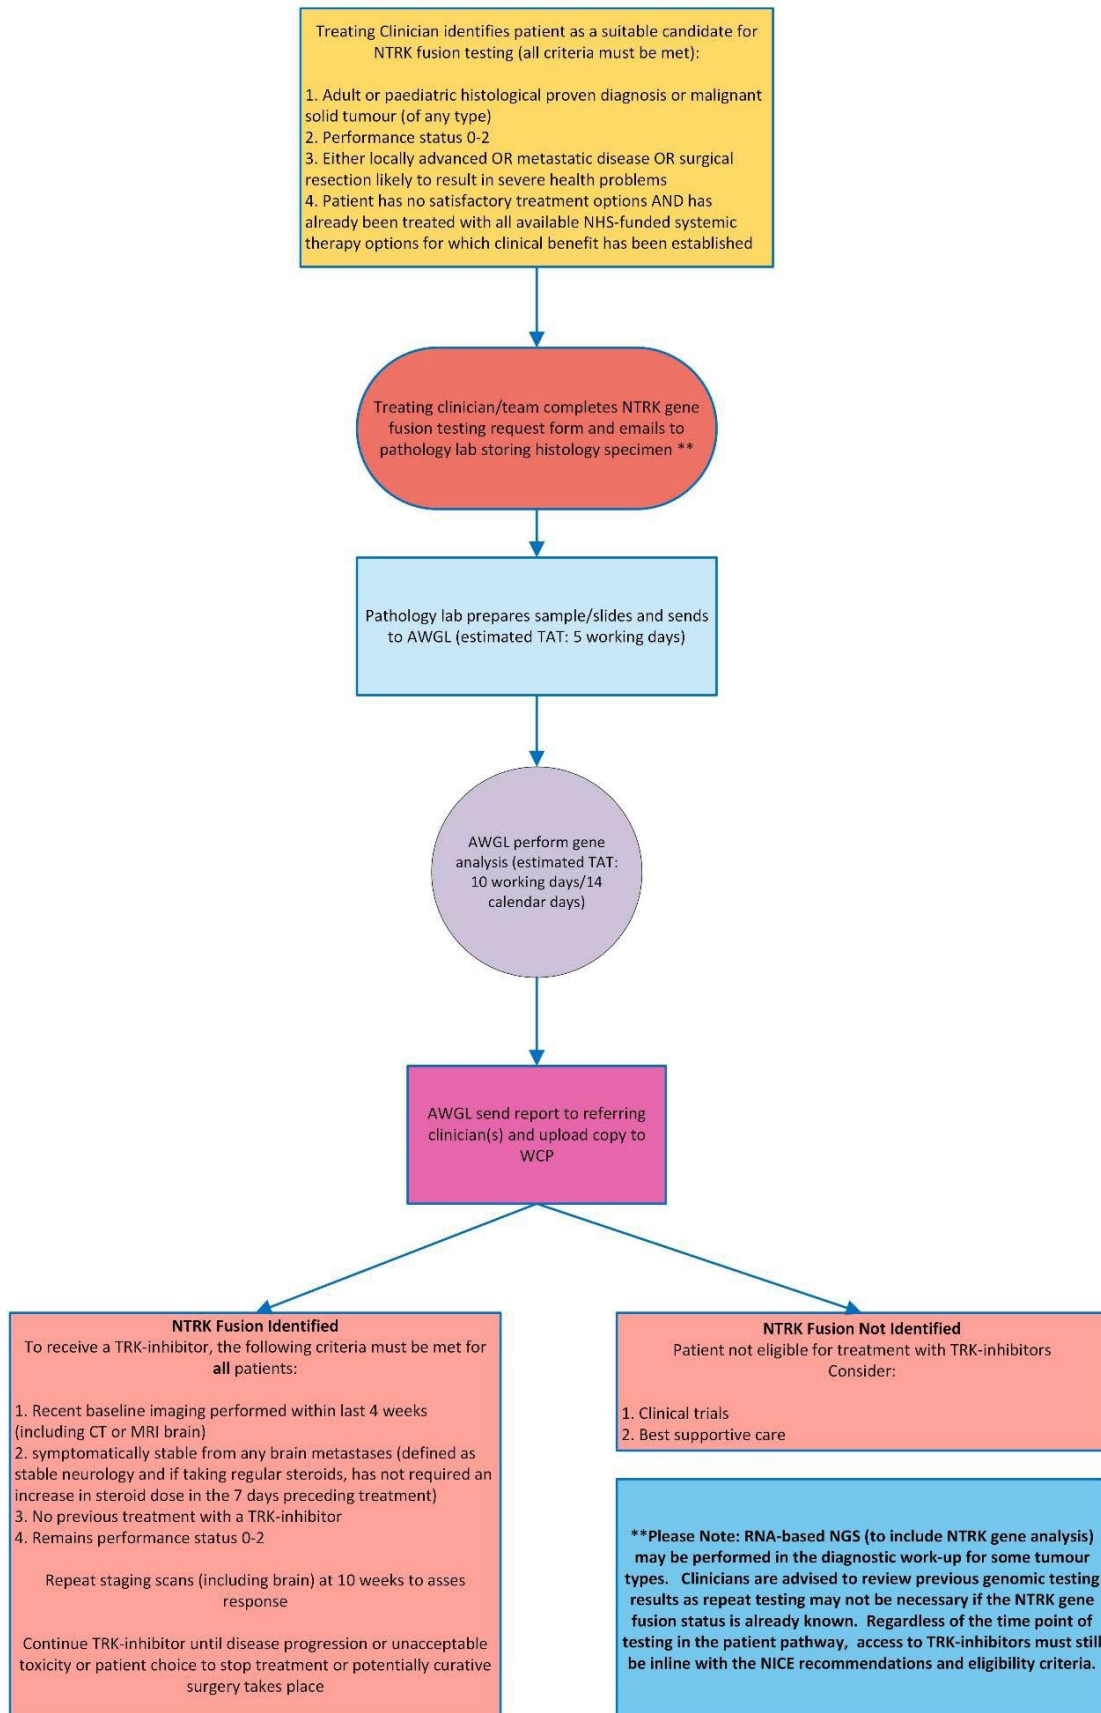 Treating Clinician identifies patient as a suitable candidate for
NTRK fusion testing (all criteria must be met):
1. Adult or paediatric histological proven diagnosis or malignant
solid tumour (of any type)
2. Performance status 0-2
3. Either locally advanced OR metastatic disease OR surgical
resection likely to result in severe health problems
4. Patient has no satisfactory treatment options AND has
already been treated with all available NHS-funded systemic
therapy options for which clinical benefit has been established
Treating clinician/team completes NTRK gene
fusion testing request form and emails to
pathology lab storing histology specimen **
Pathology lab prepares sample/slides and sends
to AWGL (estimated TAT: 5 working days)
AWGL perform gene
analysis (estimated TAT:
10 working days/14
calendar days)
AWGL send report to referring
clinician(s) and upload copy to
WCP
NTRK Fusion Identified
To receive a TRK-inhibitor, the following criteria must be met for
all patients:
1. Recent baseline imaging performed within last 4 weeks
(including CT or MRI brain)
2. symptomatically stable from any brain metastases (defined as
stable neurology and if taking regular steroids, has not required an
increase in steroid dose in the 7 days preceding treatment)
3. No previous treatment with a TRK-inhibitor
4. Remains performance status 0-2
Repeat staging scans (including brain) at 10 weeks to asses
response
Continue TRK-inhibitor until disease progression or unacceptable
toxicity or patient choice to stop treatment or potentially curative
surgery takes place
NTRK Fusion Not Identified
Patient not eligible for treatment with TRK-inhibitors
Consider:
1. Clinical trials
2. Best supportive care
**Please Note: RNA-based NGS (to include NTRK gene analysis)
may be performed in the diagnostic work-up for some tumour
types. Clinicians are advised to review previous genomic testing
results as repeat testing may not be necessary if the NTRK gene
fusion status is already known. Regardless of the time point of
testing in the patient pathway, access to TRK-inhibitors must still
be inline with the NICE recommendations and eligibility criteria.